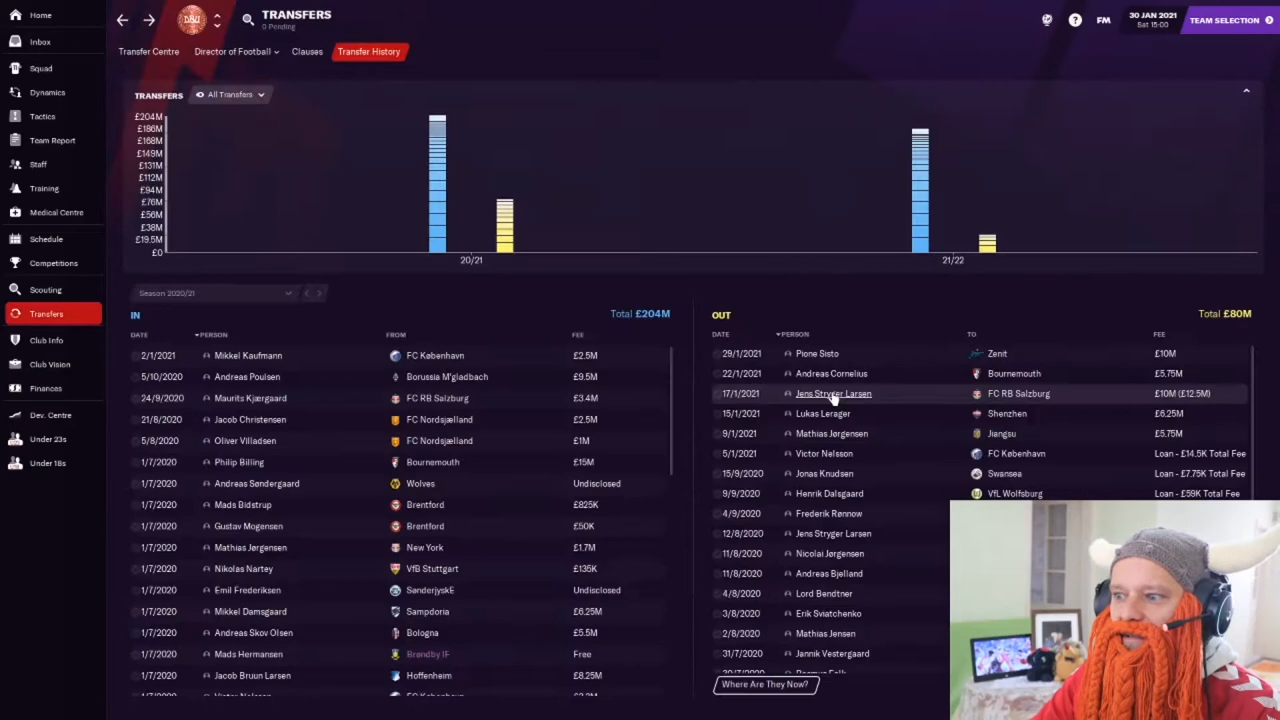 Home
Inbox
Squad
Dynamics
Tactics
Team Report
Staff
Training
Medical Centre
Schedule
Competitions
Scouting
Transfers
Club Info
Club Vision
Finances
Dev. Centre
Under 23s
Under 18s
TRANSFERS
0 Pending
FM
30 JAN 2021
Sat 15:00
TEAM SELECTION
Transfer Centre Director of Football Clauses Transfer History
TRANSFERS All Transfers
£204M
£186M
£168M
£149M
£131M
£112M
£94M
£76M
£56M
£38M
£19.5M
£0
20/21 21/22
Season 2020/21
IN Total £204M
DATE PERSON FROM FEE
2/1/2021 Mikkel Kaufmann FC København £2.5M
5/10/2020 Andreas Poulsen Borussia M'gladbach £9.5M
24/9/2020 Maurits Kjærgaard FC RB Salzburg £3.4M
21/8/2020 Jacob Christensen FC Nordsjælland £2.5M
5/8/2020 Oliver Villadsen FC Nordsjælland £1M
1/7/2020 Philip Billing Bournemouth £15M
1/7/2020 Andreas Søndergaard Wolves Undisclosed
1/7/2020 Mads Bidstrup Brentford £825K
1/7/2020 Gustav Mogensen Brentford £50K
1/7/2020 Mathias Jørgensen New York £1.7M
1/7/2020 Nikolas Nartey VfB Stuttgart £135K
1/7/2020 Emil Frederiksen SønderjyskE Undisclosed
1/7/2020 Mikkel Damsgaard Sampdoria £6.25M
1/7/2020 Andreas Skov Olsen Bologna £5.5M
1/7/2020 Mads Hermansen Brøndby IF Free
1/7/2020 Jacob Bruun Larsen Hoffenheim £8.25M
OUT Total £80M
DATE PERSON TO FEE
29/1/2021 Pione Sisto Zenit £10M
22/1/2021 Andreas Cornelius Bournemouth £5.75M
17/1/2021 Jens Stryger Larsen FC RB Salzburg £10M (£12.5M)
15/1/2021 Lukas Lerager Shenzhen £6.25M
9/1/2021 Mathias Jørgensen Jiangsu £5.75M
5/1/2021 Victor Nelsson FC København Loan - £14.5K Total Fee
15/9/2020 Jonas Knudsen Swansea Loan - £7.75K Total Fee
9/9/2020 Henrik Dalsgaard VfL Wolfsburg Loan - £59K Total Fee
4/9/2020 Frederik Rønnow
12/8/2020 Jens Stryger Larsen
11/8/2020 Nicolai Jørgensen
11/8/2020 Andreas Bjelland
4/8/2020 Lord Bendtner
3/8/2020 Erik Sviatchenko
2/8/2020 Mathias Jensen
31/7/2020 Jannik Vestergaard
Where Are They Now?